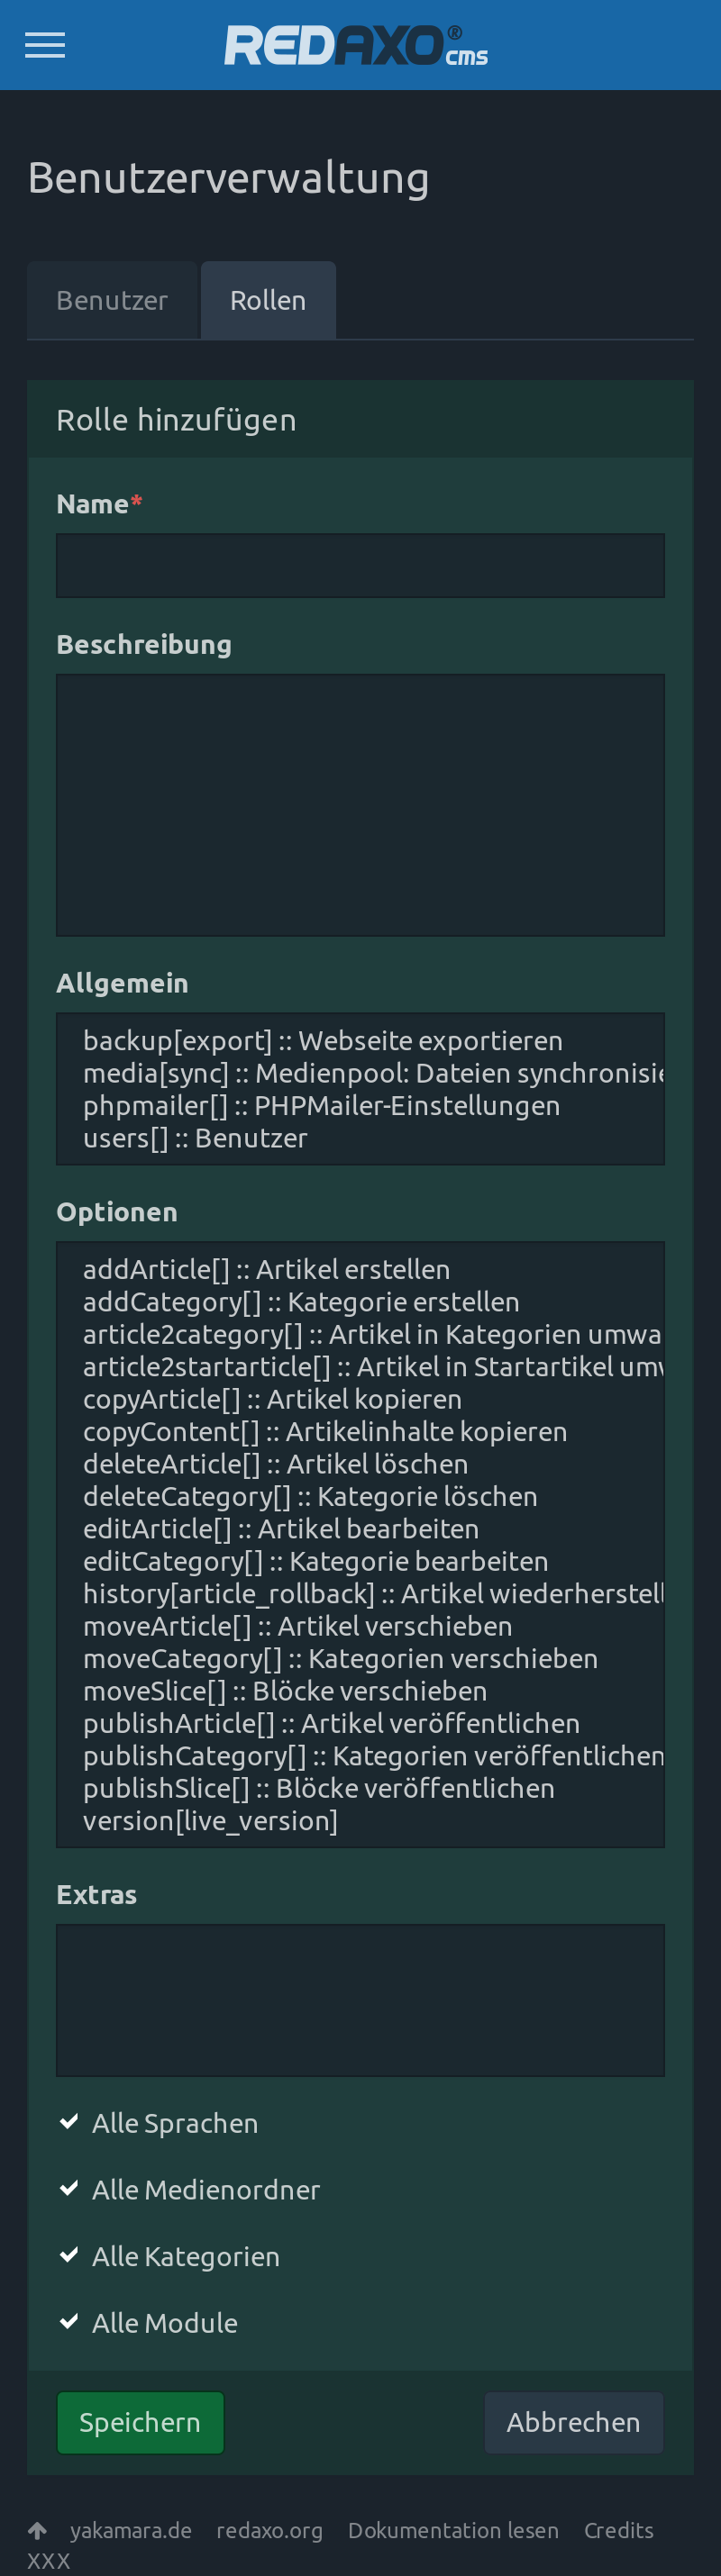 REDAXO® cms
Benutzerverwaltung
Benutzer Rollen
Rolle hinzufügen
Name*
Beschreibung
Allgemein
backup[export] :: Webseite exportieren
media[sync] :: Medienpool: Dateien synchronisie
phpmailer[] :: PHPMailer-Einstellungen
users[] :: Benutzer
Optionen
addArticle[] :: Artikel erstellen
addCategory[] :: Kategorie erstellen
article2category[] :: Artikel in Kategorien umwa
article2startarticle[] :: Artikel in Startartikel umw
copyArticle[] :: Artikel kopieren
copyContent[] :: Artikelinhalte kopieren
deleteArticle[] :: Artikel löschen
deleteCategory[] :: Kategorie löschen
editArticle[] :: Artikel bearbeiten
editCategory[] :: Kategorie bearbeiten
history[article_rollback] :: Artikel wiederherstell
moveArticle[] :: Artikel verschieben
moveCategory[] :: Kategorien verschieben
moveSlice[] :: Blöcke verschieben
publishArticle[] :: Artikel veröffentlichen
publishCategory[] :: Kategorien veröffentlichen
publishSlice[] :: Blöcke veröffentlichen
version[live_version]
Extras
Alle Sprachen
Alle Medienordner
Alle Kategorien
Alle Module
Speichern Abbrechen
yakamara.de redaxo.org Dokumentation lesen Credits
XXX